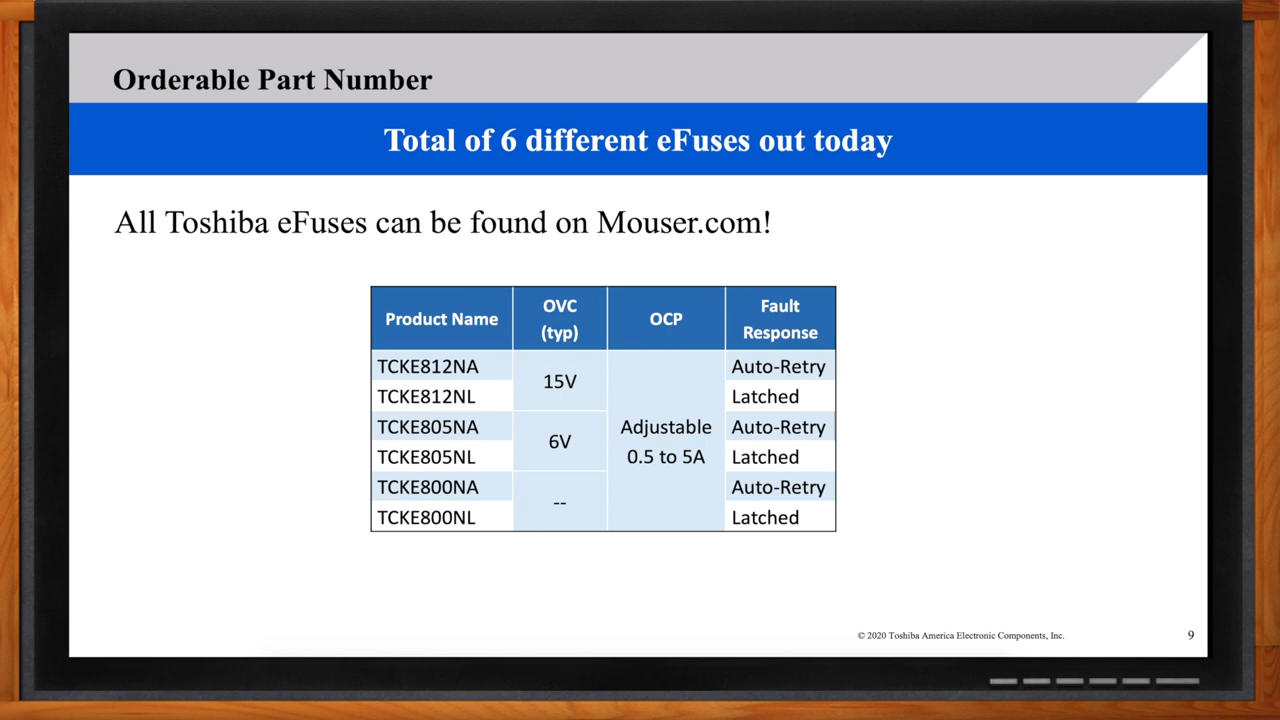 Orderable Part Number
Total of 6 different eFuses out today
All Toshiba eFuses can be found on Mouser.com!
Product Name
OVC
(typ)
OCP
Fault
Response
TCKE812NA
15V
Adjustable
0.5 to 5A
Auto-Retry
TCKE812NL
Latched
TCKE805NA
6V
Auto-Retry
TCKE805NL
Latched
TCKE800NA
--
Auto-Retry
TCKE800NL
Latched
© 2020 Toshiba America Electronic Components, Inc.
9